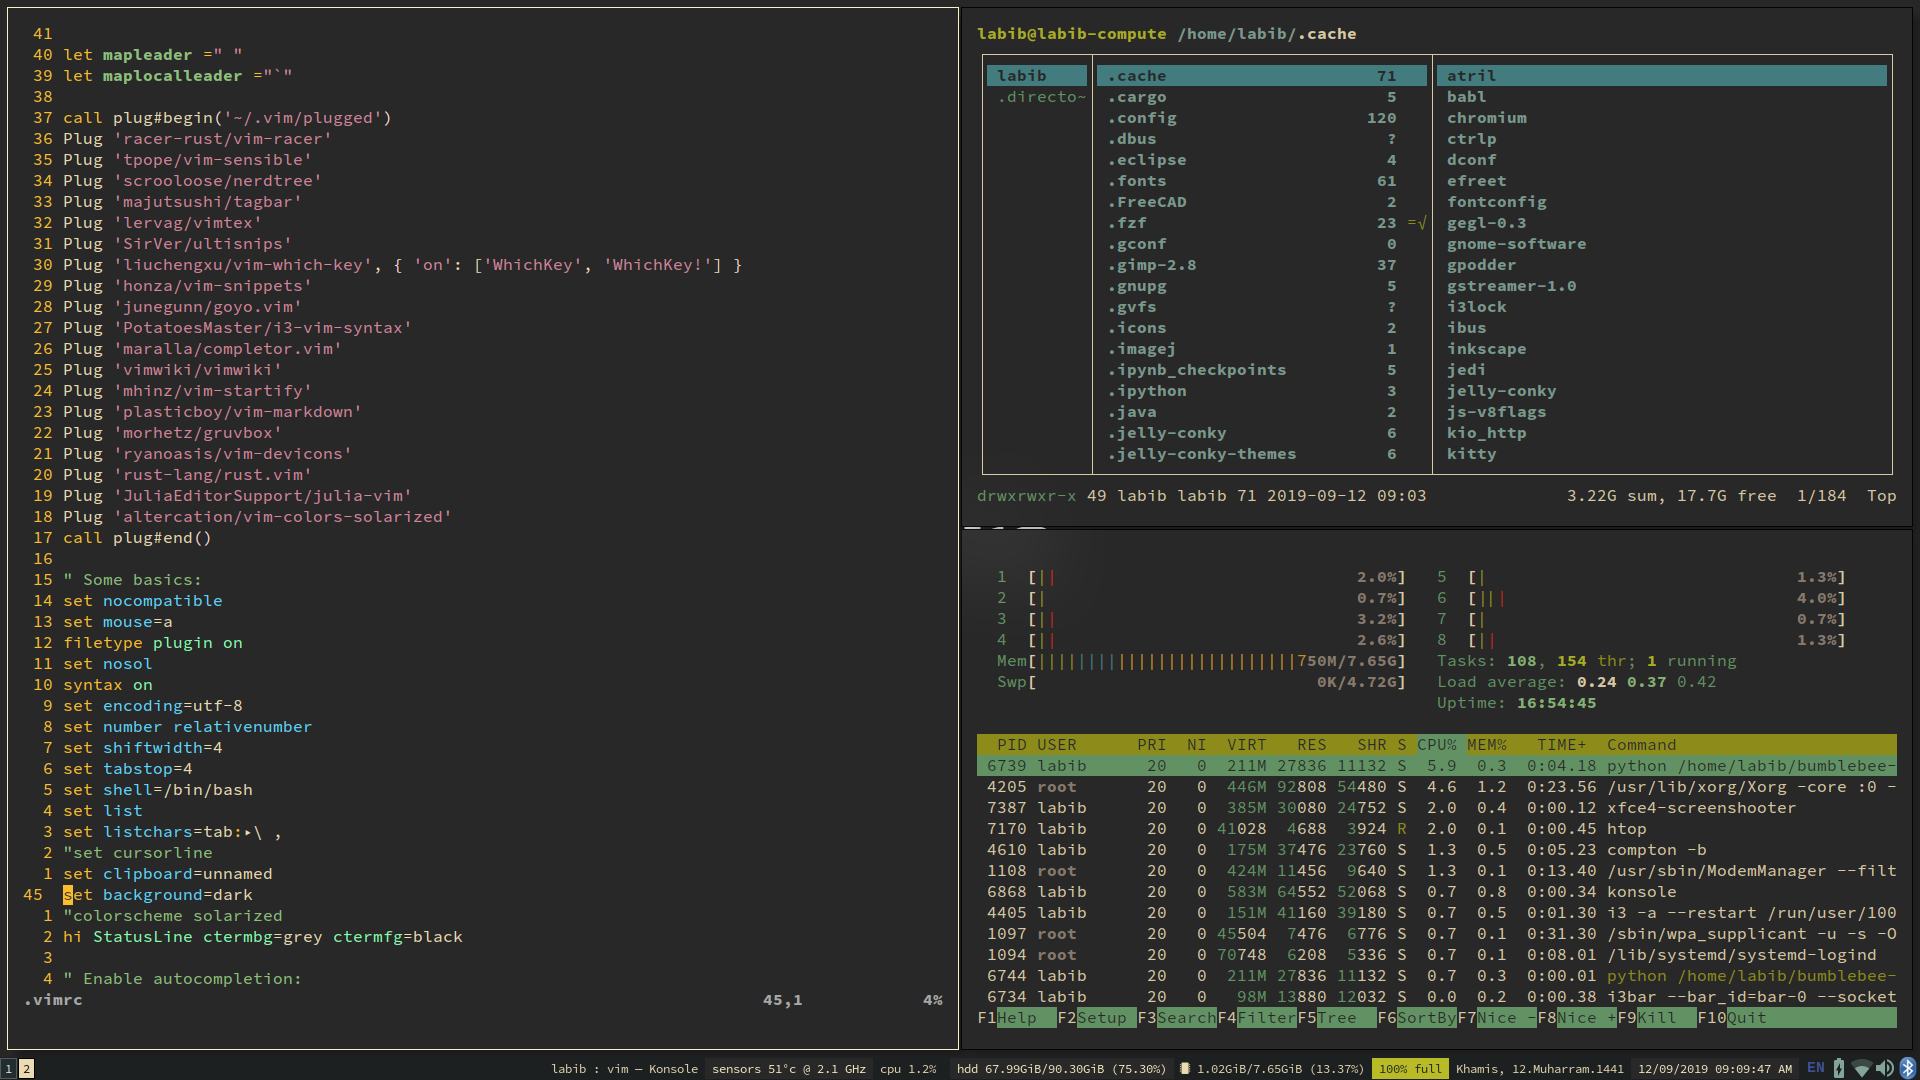 41
40 let mapleader =" "
39 let maplocalleader ="`"
38
37 call plug#begin('~/.vim/plugged')
36 Plug 'racer-rust/vim-racer'
35 Plug 'tpope/vim-sensible'
34 Plug 'scrooloose/nerdtree'
33 Plug 'majutsushi/tagbar'
32 Plug 'lervag/vimtex'
31 Plug 'SirVer/ultisnips'
30 Plug 'liuchengxu/vim-which-key', { 'on': ['WhichKey', 'WhichKey!'] }
29 Plug 'honza/vim-snippets'
28 Plug 'junegunn/goyo.vim'
27 Plug 'PotatoesMaster/i3-vim-syntax'
26 Plug 'maralla/completor.vim'
25 Plug 'vimwiki/vimwiki'
24 Plug 'mhinz/vim-startify'
23 Plug 'plasticboy/vim-markdown'
22 Plug 'morhetz/gruvbox'
21 Plug 'ryanoasis/vim-devicons'
20 Plug 'rust-lang/rust.vim'
19 Plug 'JuliaEditorSupport/julia-vim'
18 Plug 'altercation/vim-colors-solarized'
17 call plug#end()
16
15 " Some basics:
14 set nocompatible
13 set mouse=a
12 filetype plugin on
11 set nosol
10 syntax on
9 set encoding=utf-8
8 set number relativenumber
7 set shiftwidth=4
6 set tabstop=4
5 set shell=/bin/bash
4 set list
3 set listchars=tab:▸\ ,
2 "set cursorline
1 set clipboard=unnamed
45 set background=dark
1 "colorscheme solarized
2 hi StatusLine ctermbg=grey ctermfg=black
3
4 " Enable autocompletion:
.vimrc 45,1 4%
labib@labib-compute /home/labib/.cache
labib .cache 71 atril
.directo~ .cargo 5 babl
.config 120 chromium
.dbus ? ctrlp
.eclipse 4 dconf
.fonts 61 efreet
.FreeCAD 2 fontconfig
.fzf 23 =√ gegl-0.3
.gconf 0 gnome-software
.gimp-2.8 37 gpodder
.gnupg 5 gstreamer-1.0
.gvfs ? i3lock
.icons 2 ibus
.imagej 1 inkscape
.ipynb_checkpoints 5 jedi
.ipython 3 jelly-conky
.java 2 js-v8flags
.jelly-conky 6 kio_http
.jelly-conky-themes 6 kitty
drwxrwxr-x 49 labib labib 71 2019-09-12 09:03 3.22G sum, 17.7G free 1/184 Top
1 [|| 2.0%] 5 [| 1.3%]
2 [| 0.7%] 6 [||| 4.0%]
3 [|| 3.2%] 7 [| 0.7%]
4 [|| 2.6%] 8 [|| 1.3%]
Mem[||||||||||||||||||||||||||750M/7.65G] Tasks: 108, 154 thr; 1 running
Swp[ 0K/4.72G] Load average: 0.24 0.37 0.42
Uptime: 16:54:45
PID USER PRI NI VIRT RES SHR S CPU% MEM% TIME+ Command
6739 labib 20 0 211M 27836 11132 S 5.9 0.3 0:04.18 python /home/labib/bumblebee-
4205 root 20 0 446M 92808 54480 S 4.6 1.2 0:23.56 /usr/lib/xorg/Xorg -core :0 -
7387 labib 20 0 385M 30080 24752 S 2.0 0.4 0:00.12 xfce4-screenshooter
7170 labib 20 0 41028 4688 3924 R 2.0 0.1 0:00.45 htop
4610 labib 20 0 175M 37476 23760 S 1.3 0.5 0:05.23 compton -b
1108 root 20 0 424M 11456 9640 S 1.3 0.1 0:13.40 /usr/sbin/ModemManager --filt
6868 labib 20 0 583M 64552 52068 S 0.7 0.8 0:00.34 konsole
4405 labib 20 0 151M 41160 39180 S 0.7 0.5 0:01.30 i3 -a --restart /run/user/100
1097 root 20 0 45504 7476 6776 S 0.7 0.1 0:31.30 /sbin/wpa_supplicant -u -s -O
1094 root 20 0 70748 6208 5336 S 0.7 0.1 0:08.01 /lib/systemd/systemd-logind
6744 labib 20 0 211M 27836 11132 S 0.7 0.3 0:00.01 python /home/labib/bumblebee-
6734 labib 20 0 98M 13880 12032 S 0.0 0.2 0:00.38 i3bar --bar_id=bar-0 --socket
F1Help F2Setup F3SearchF4FilterF5Tree F6SortByF7Nice -F8Nice +F9Kill F10Quit
1 2 labib : vim — Konsole sensors 51°c @ 2.1 GHz cpu 1.2% hdd 67.99GiB/90.30GiB (75.30%) 1.02GiB/7.65GiB (13.37%) 100% full Khamis, 12.Muharram.1441 12/09/2019 09:09:47 AM EN